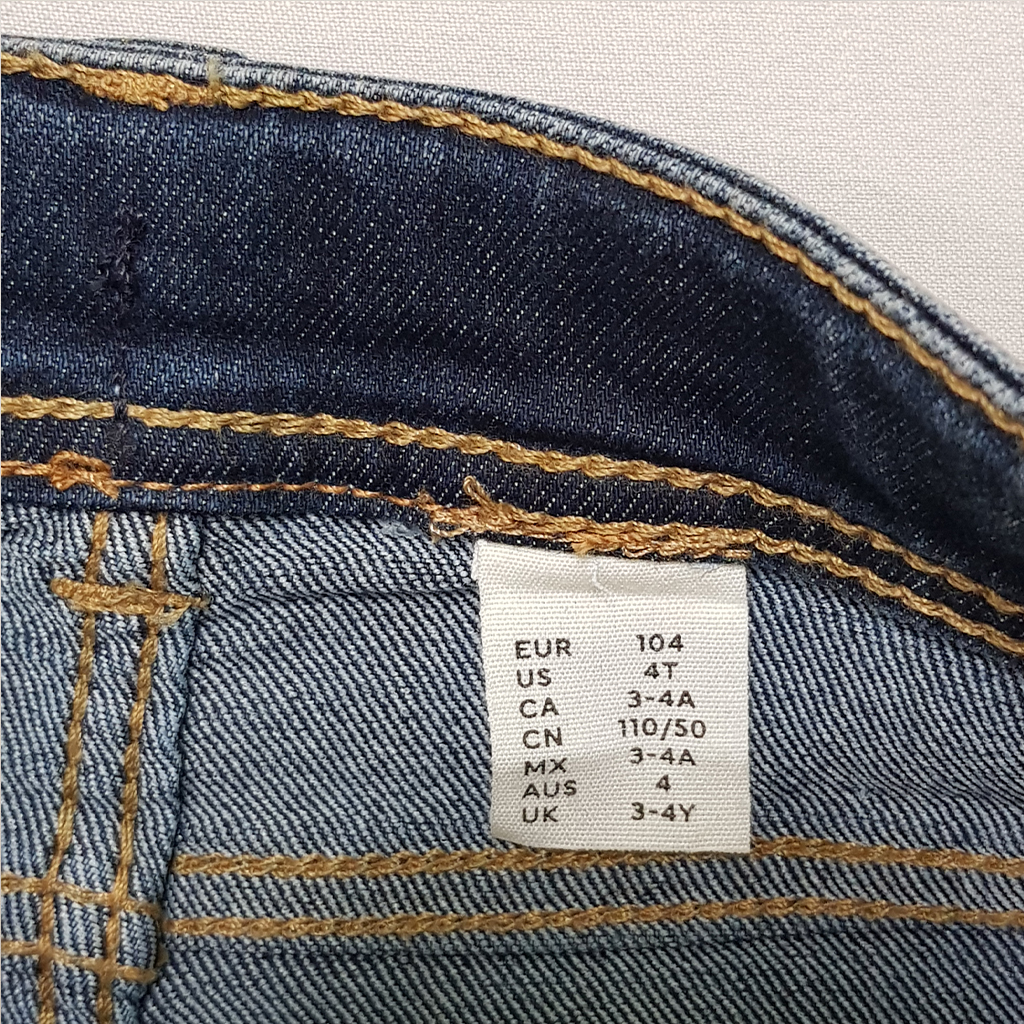 EUR 104
US 4T
CA 3-4A
CN 110/50
MX 3-4A
AUS 4
UK 3-4Y